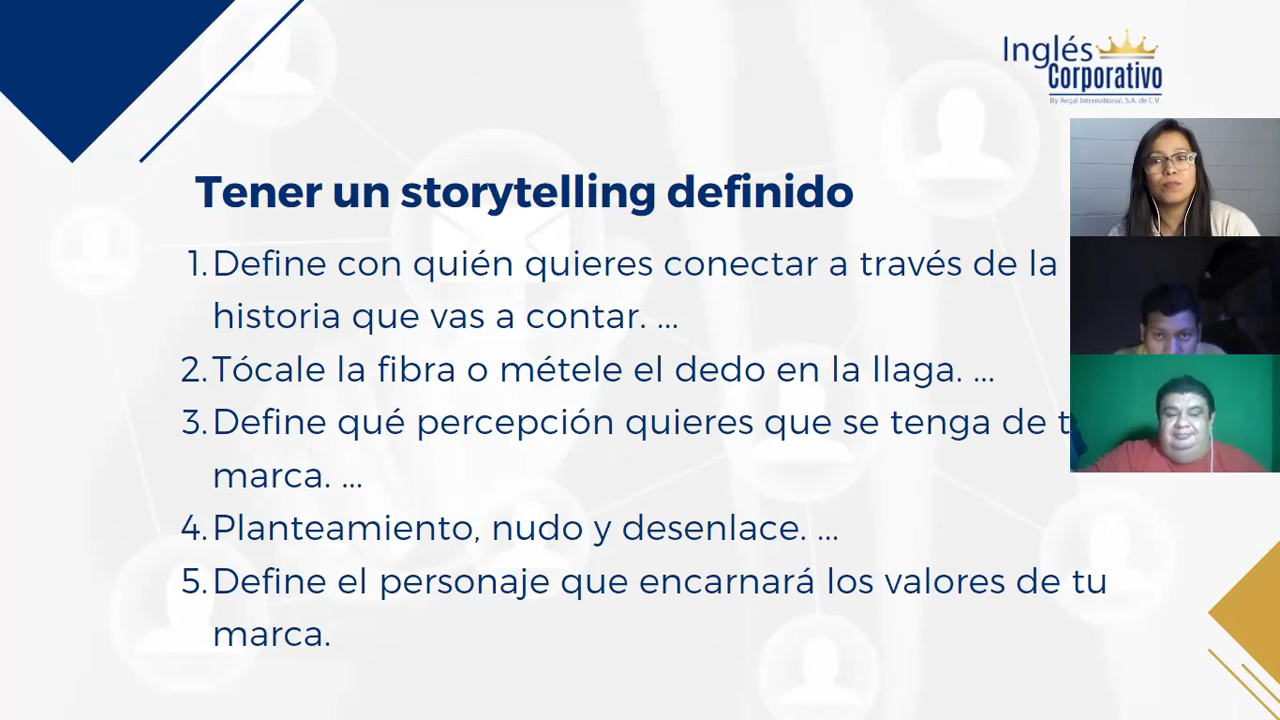 Inglés
Corporativo
By Regal International, S.A. de C.V.
Tener un storytelling definido
1. Define con quién quieres conectar a través de la
historia que vas a contar. ...
2. Tócale la fibra o métele el dedo en la llaga. ...
3. Define qué percepción quieres que se tenga de t
marca. ...
4. Planteamiento, nudo y desenlace. ...
5. Define el personaje que encarnará los valores de tu
marca.